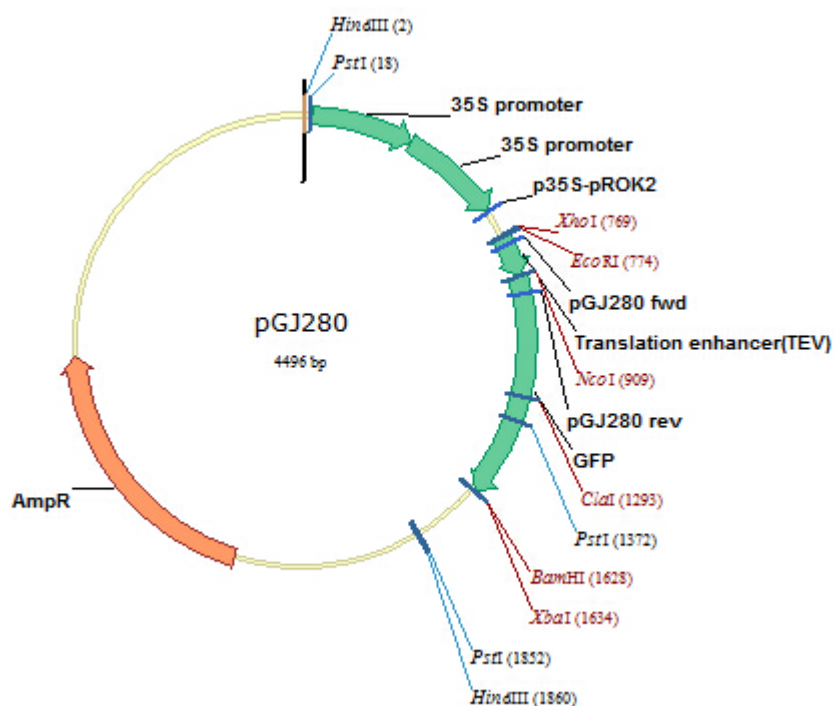 HindIII (2)
PstI (18)
35S promoter
35S promoter
p35S-pROK2
XhoI (769)
EcoRI (774)
pGJ280 fwd
Translation enhancer(TEV)
NcoI (909)
pGJ280 rev
GFP
ClaI (1293)
PstI (1372)
BamHI (1628)
XbaI (1634)
PstI (1852)
HindIII (1860)
AmpR
pGJ280
4496 bp